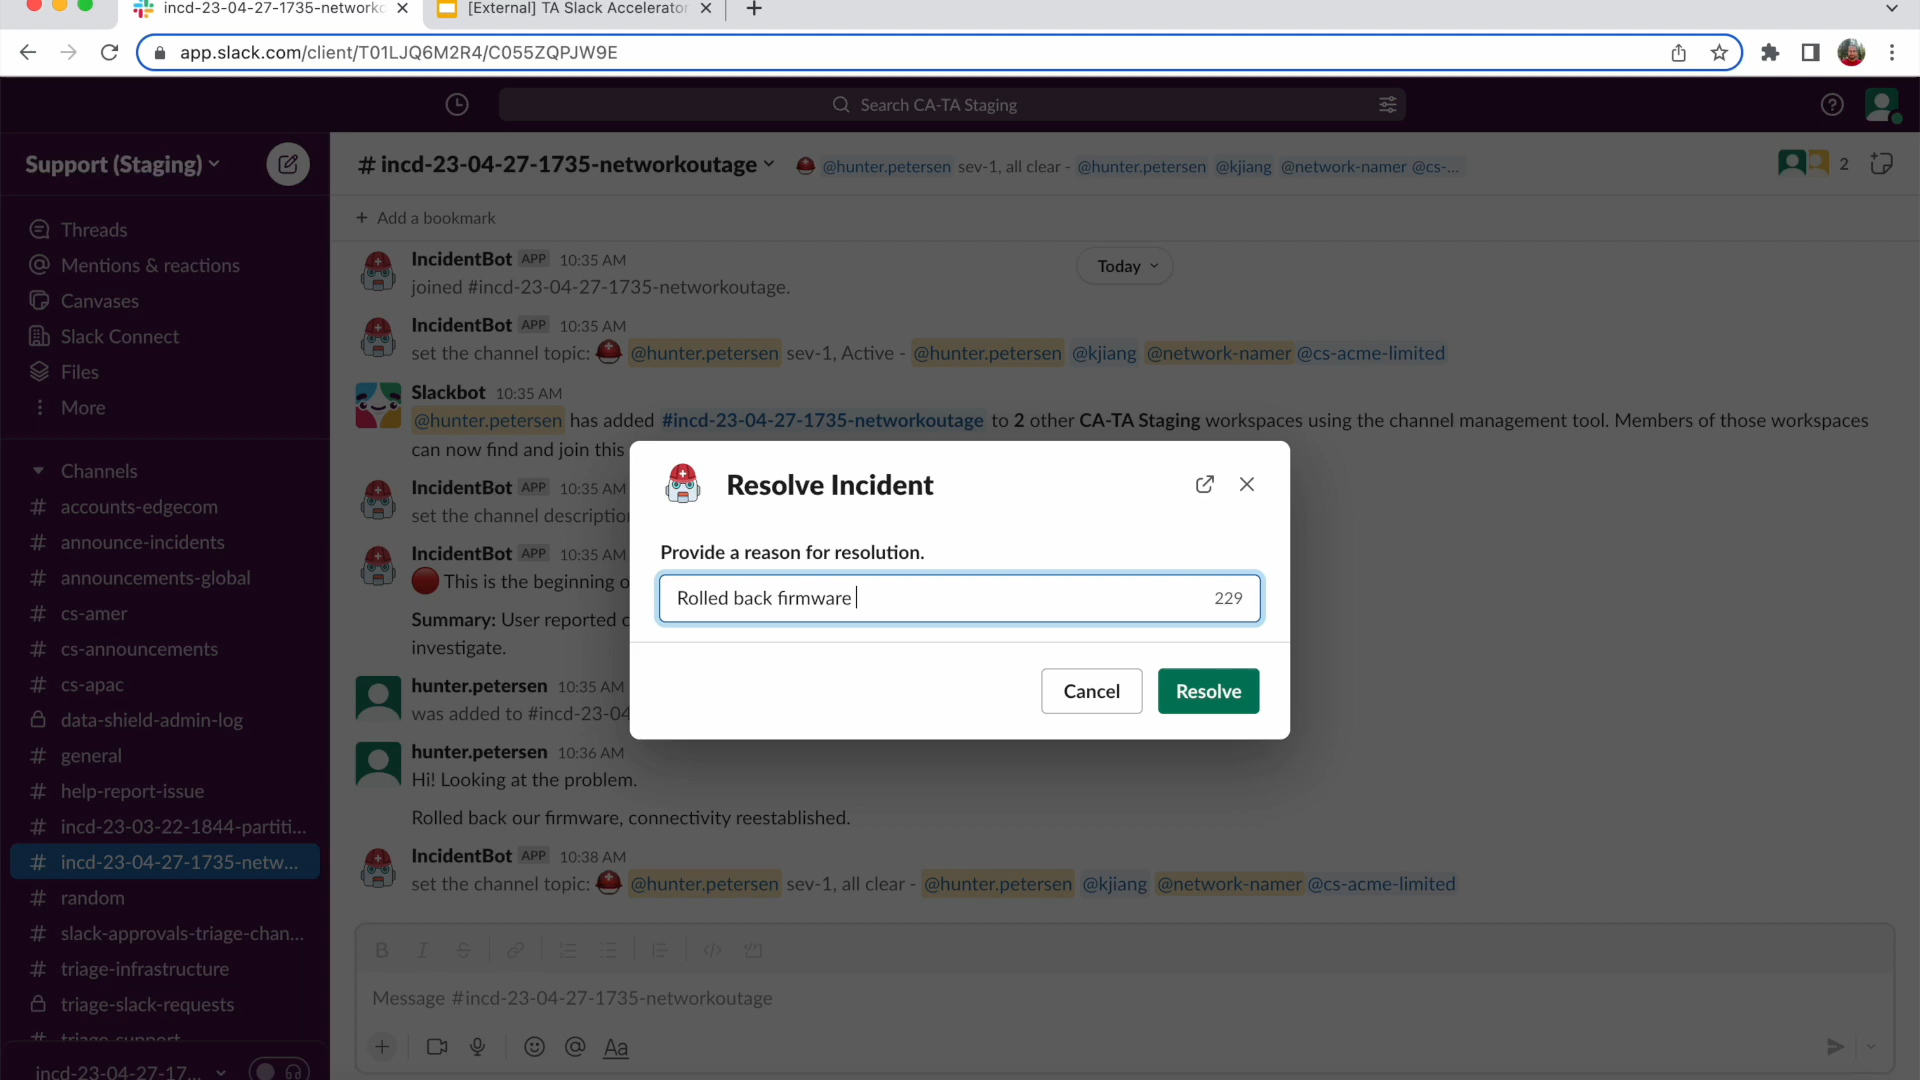 incd-23-04-27-1735-networko
[External] TA Slack Accelerator
app.slack.com/client/T01LJQ6M2R4/C055ZQPJW9E
Search CA-TA Staging
Support (Staging)
Threads
Mentions & reactions
Canvases
Slack Connect
Files
More
Channels
accounts-edgecom
announce-incidents
announcements-global
cs-amer
cs-announcements
cs-apac
data-shield-admin-log
general
help-report-issue
incd-23-03-22-1844-partiti...
incd-23-04-27-1735-netw...
random
slack-approvals-triage-chan...
triage-infrastructure
triage-slack-requests
triage-support
incd-23-04-27-17...
# incd-23-04-27-1735-networkoutage
@hunter.petersen sev-1, all clear - @hunter.petersen @kjiang @network-namer @cs-...
2
+ Add a bookmark
Today
IncidentBot APP 10:35 AM
joined #incd-23-04-27-1735-networkoutage.
IncidentBot APP 10:35 AM
set the channel topic: @hunter.petersen sev-1, Active - @hunter.petersen @kjiang @network-namer @cs-acme-limited
Slackbot 10:35 AM
@hunter.petersen has added #incd-23-04-27-1735-networkoutage to 2 other CA-TA Staging workspaces using the channel management tool. Members of those workspaces
can now find and join this
IncidentBot APP 10:35 AM
set the channel description
IncidentBot APP 10:35 AM
This is the beginning o
Summary: User reported c
investigate.
hunter.petersen 10:35 AM
was added to #incd-23-04
hunter.petersen 10:36 AM
Hi! Looking at the problem.
Rolled back our firmware, connectivity reestablished.
IncidentBot APP 10:38 AM
set the channel topic: @hunter.petersen sev-1, all clear - @hunter.petersen @kjiang @network-namer @cs-acme-limited
Resolve Incident
Provide a reason for resolution.
Rolled back firmware
229
Cancel
Resolve
Message #incd-23-04-27-1735-networkoutage
Aa